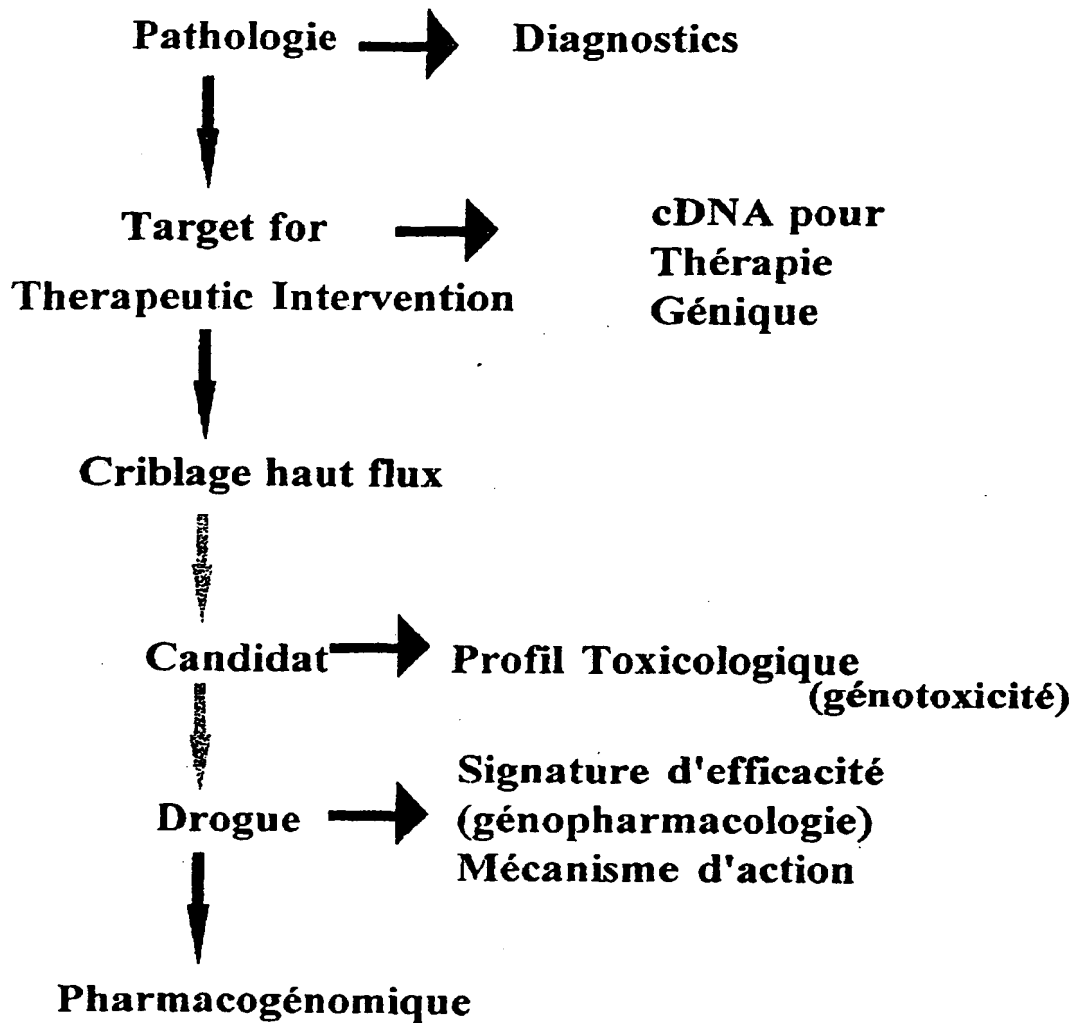 Pathologie
Diagnostics
Target for
Therapeutic Intervention
cDNA pour
Thérapie
Génique
Criblage haut flux
Candidat
Profil Toxicologique
(génotoxicité)
Drogue
Signature d'efficacité
(génopharmacologie)
Mécanisme d'action
Pharmacogénomique